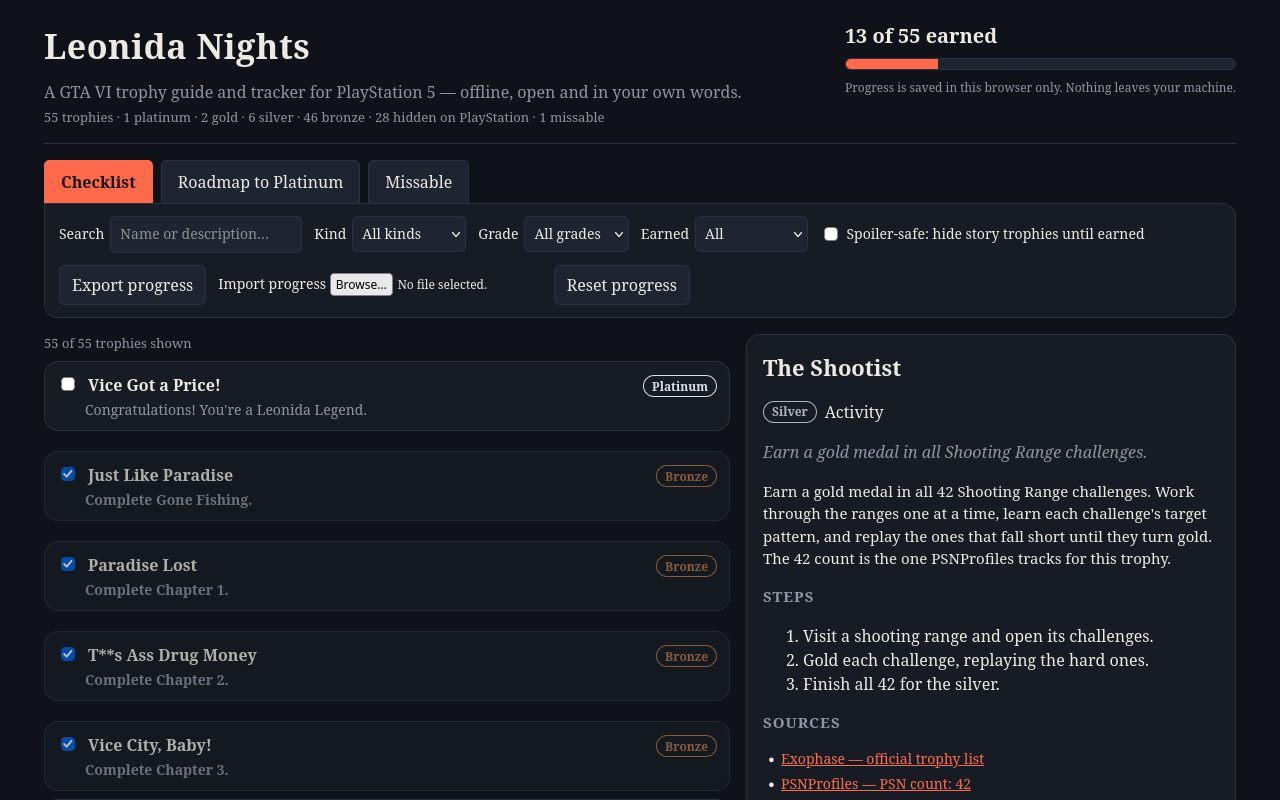 Leonida Nights
A GTA VI trophy guide and tracker for PlayStation 5 — offline, open and in your own words.
55 trophies · 1 platinum · 2 gold · 6 silver · 46 bronze · 28 hidden on PlayStation · 1 missable
13 of 55 earned
Progress is saved in this browser only. Nothing leaves your machine.
Checklist
Roadmap to Platinum
Missable
Search
Name or description...
Kind
All kinds
Grade
All grades
Earned
All
Spoiler-safe: hide story trophies until earned
Export progress
Import progress
Browse...
No file selected.
Reset progress
55 of 55 trophies shown
Vice Got a Price!
Platinum
Congratulations! You're a Leonida Legend.
Just Like Paradise
Bronze
Complete Gone Fishing.
Paradise Lost
Bronze
Complete Chapter 1.
T**s Ass Drug Money
Bronze
Complete Chapter 2.
Vice City, Baby!
Bronze
Complete Chapter 3.
The Shootist
Silver
Activity
Earn a gold medal in all Shooting Range challenges.
Earn a gold medal in all 42 Shooting Range challenges. Work
through the ranges one at a time, learn each challenge's target
pattern, and replay the ones that fall short until they turn gold.
The 42 count is the one PSNProfiles tracks for this trophy.
STEPS
1. Visit a shooting range and open its challenges.
2. Gold each challenge, replaying the hard ones.
3. Finish all 42 for the silver.
SOURCES
• Exophase — official trophy list
• PSNProfiles — PSN count: 42